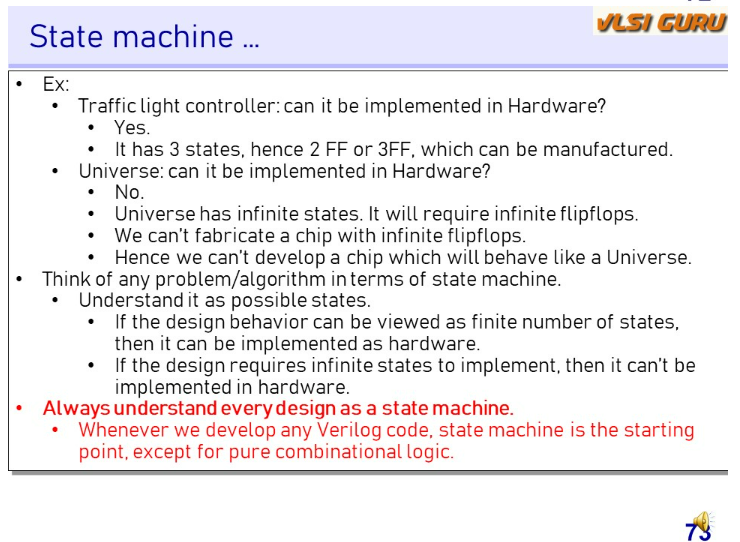 State machine ...
VLSI GURU
• Ex:
• Traffic light controller: can it be implemented in Hardware?
• Yes.
• It has 3 states, hence 2 FF or 3FF, which can be manufactured.
• Universe: can it be implemented in Hardware?
• No.
• Universe has infinite states. It will require infinite flipflops.
• We can't fabricate a chip with infinite flipflops.
• Hence we can't develop a chip which will behave like a Universe.
• Think of any problem/algorithm in terms of state machine.
• Understand it as possible states.
• If the design behavior can be viewed as finite number of states,
then it can be implemented as hardware.
• If the design requires infinite states to implement, then it can't be
implemented in hardware.
• Always understand every design as a state machine.
• Whenever we develop any Verilog code, state machine is the starting
point, except for pure combinational logic.
73